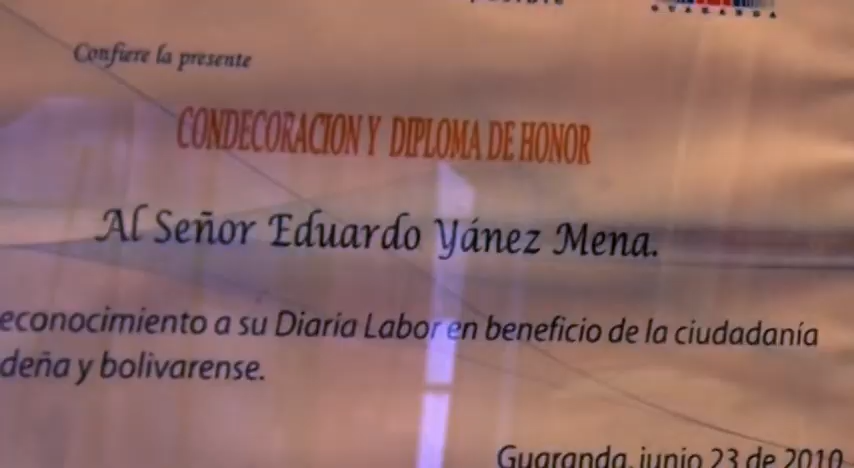 GUARANDA
Confiere la presente
CONDECORACION Y DIPLOMA DE HONOR
Al Señor Eduardo Yánez Mena.
econocimiento a su Diaria Labor en beneficio de la ciudadanía
deña y bolivarense.
Guaranda, junio 23 de 2010